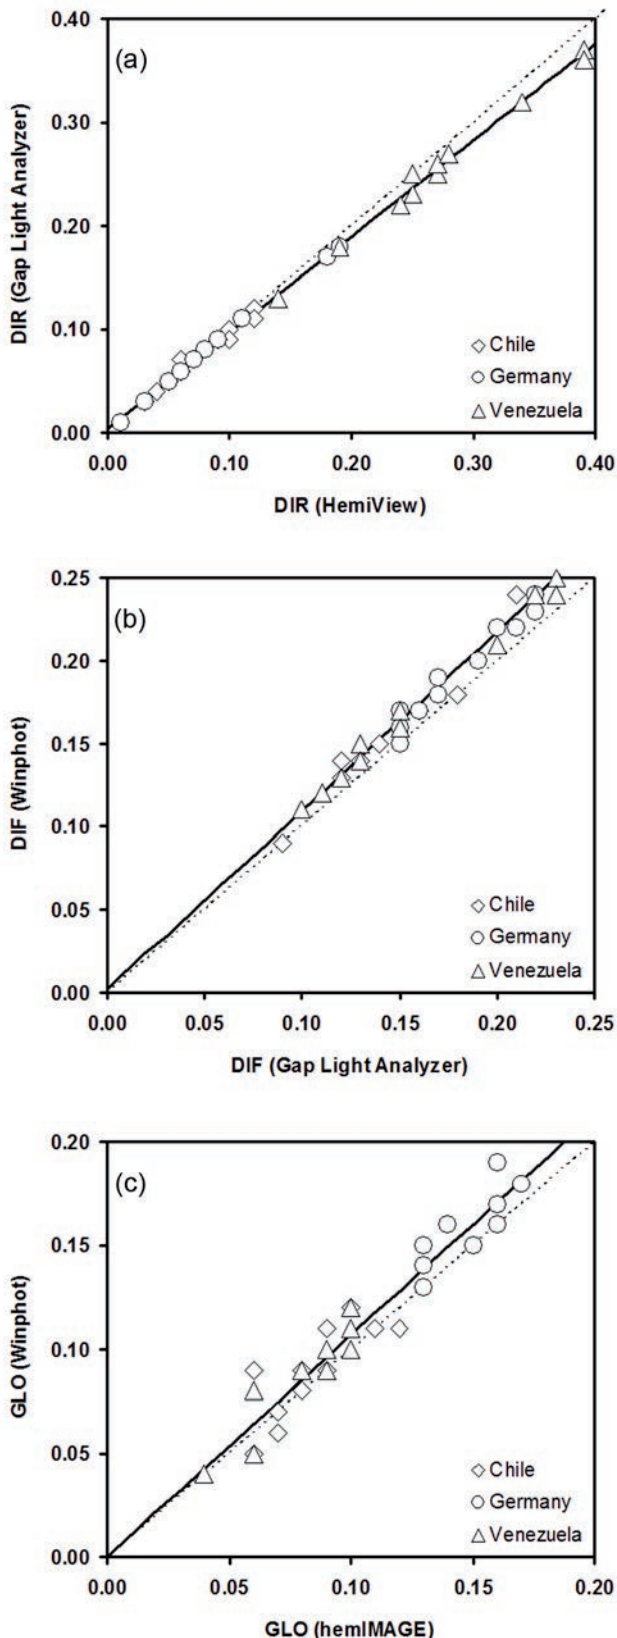 (a)
0.40
0.30
0.20
0.10
0.00
DIR (Gap Light Analyzer)
Chile
Germany
Venezuela
0.00 0.10 0.20 0.30 0.40
DIR (HemiView)
(b)
0.25
0.20
0.15
0.10
0.05
0.00
DIF (Winphot)
Chile
Germany
Venezuela
0.00 0.05 0.10 0.15 0.20 0.25
DIF (Gap Light Analyzer)
(c)
0.20
0.15
0.10
0.05
0.00
GLO (Winphot)
Chile
Germany
Venezuela
0.00 0.05 0.10 0.15 0.20
GLO (hemIMAGE)